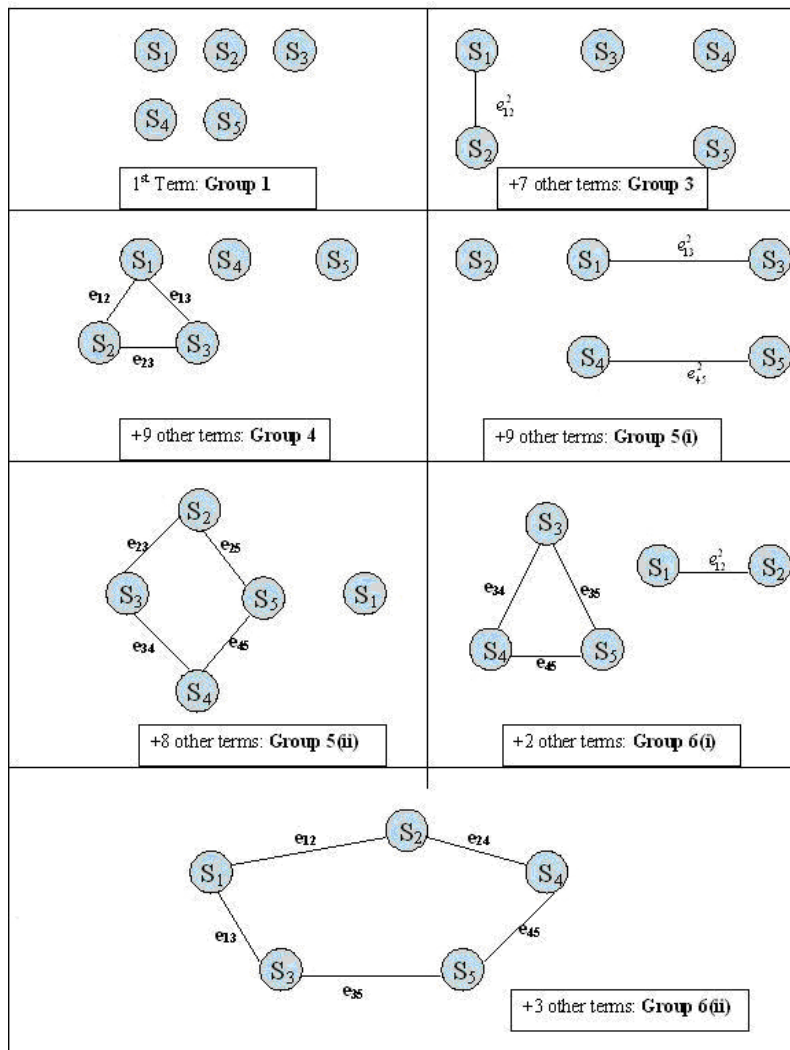 S₁ S₂ S₃
S₄ S₅
1st Term: Group 1
S₁ S₃ S₄
e²₁₂
S₂ S₅
+7 other terms: Group 3
S₁ S₄ S₅
e₁₂ e₁₃
S₂ S₃
e₂₃
+9 other terms: Group 4
S₂ S₁ e²₁₃ S₃
S₄ S₅
e²₄₅
+9 other terms: Group 5(i)
S₂
e₂₃ e₂₅
S₃ S₅ S₁
e₃₄ e₄₅
S₄
+8 other terms: Group 5(ii)
S₃
S₁ e²₁₂ S₂
e₃₄ e₃₅
S₄ S₅
e₄₅
+2 other terms: Group 6(i)
S₂
e₁₂ e₂₄
S₁ S₄
e₁₃ e₄₅
S₃ S₅
e₃₅
+3 other terms: Group 6(ii)